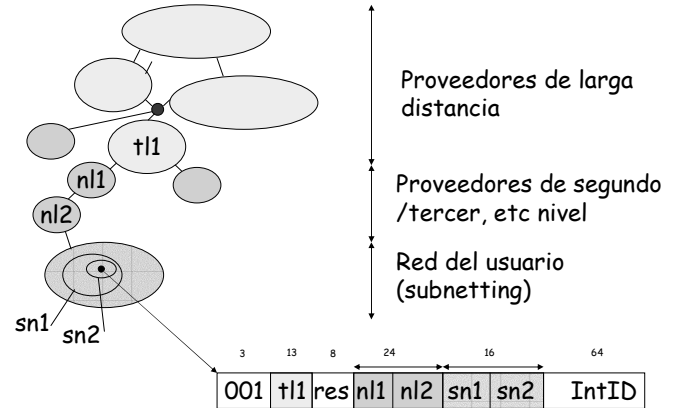 Proveedores de larga
distancia
tl1
nl1
nl2
Proveedores de segundo
/tercer, etc nivel
Red del usuario
(subnetting)
sn1
sn2
3 13 8 24 16 64
001 tl1 res nl1 nl2 sn1 sn2 IntID